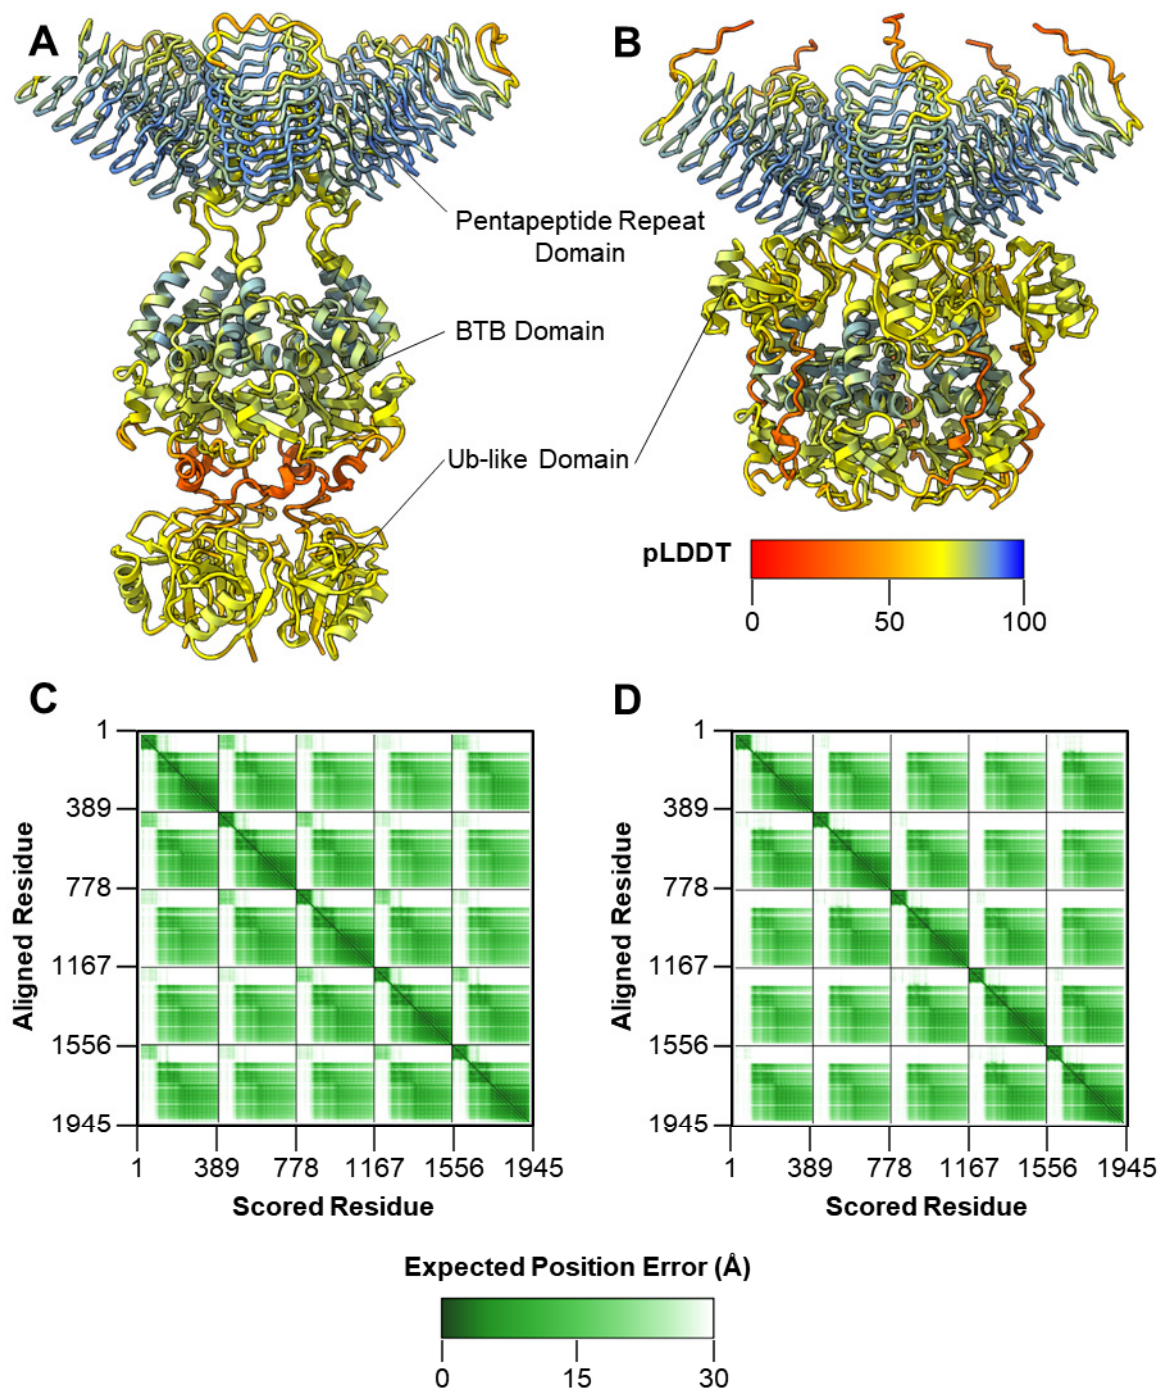 A
B
Pentapeptide Repeat
Domain
BTB Domain
Ub-like Domain
pLDDT
0
50
100
C
D
1
389
778
1167
1556
1945
Aligned Residue
1
389
778
1167
1556
1945
Scored Residue
1
389
778
1167
1556
1945
Aligned Residue
1
389
778
1167
1556
1945
Scored Residue
Expected Position Error (Å)
0
15
30